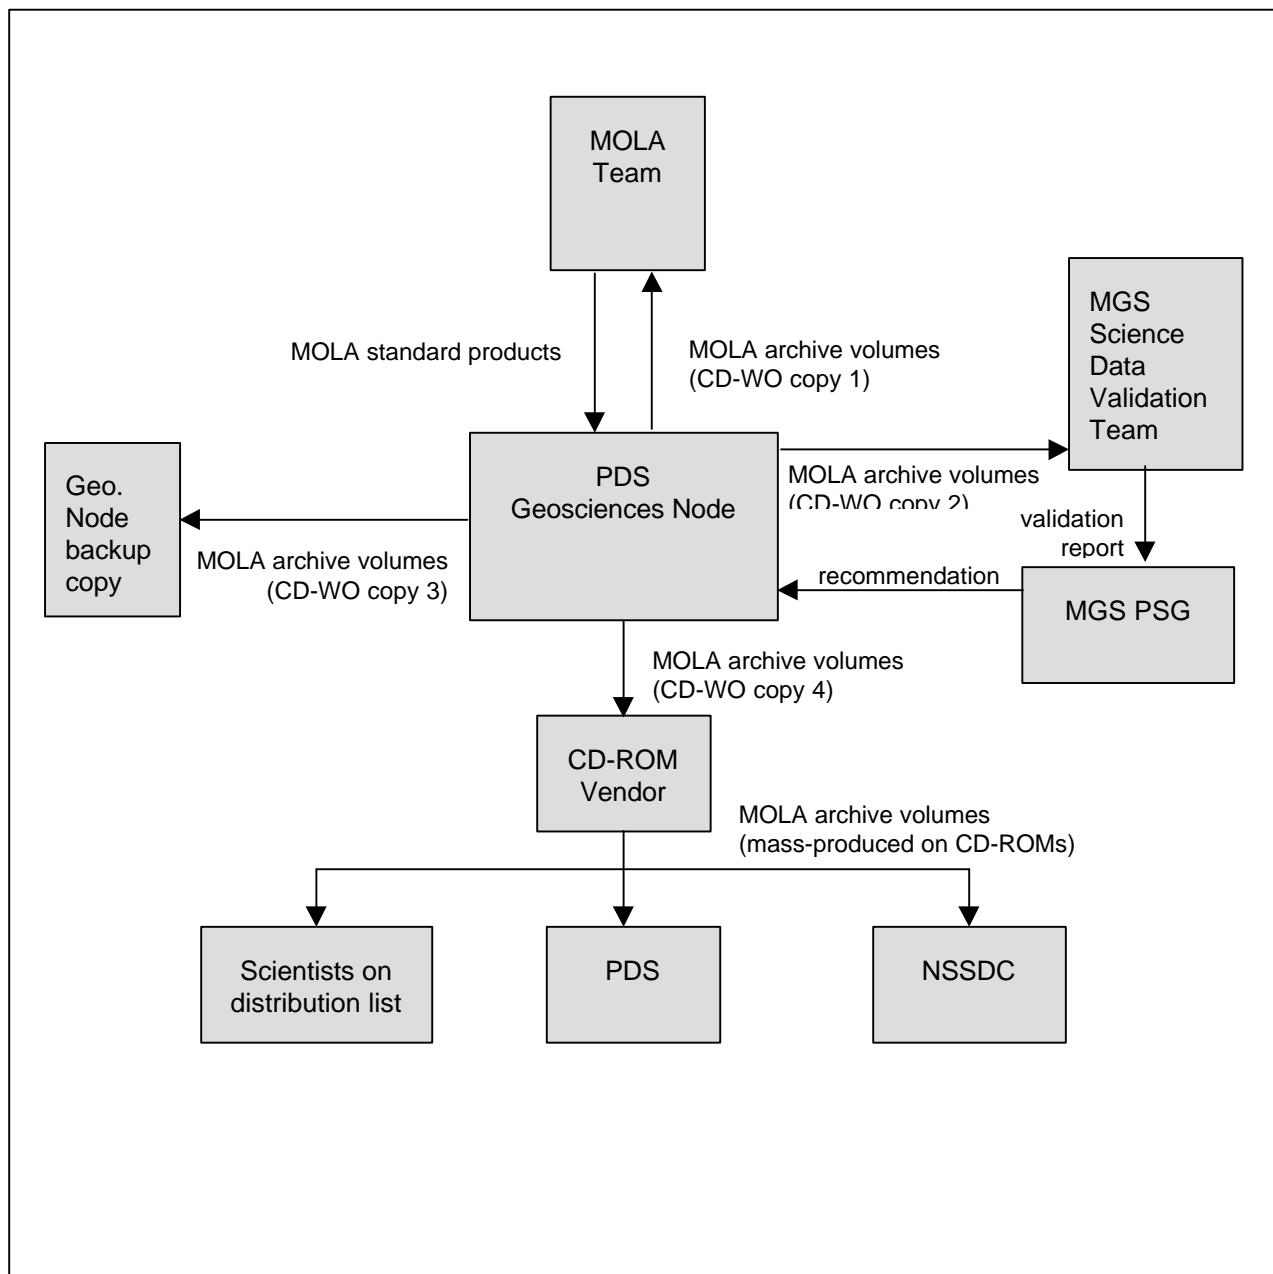 MOLA
Team
MGS
Science
Data
Validation
Team
MOLA standard products
MOLA archive volumes
(CD-WO copy 1)
Geo.
Node
backup
copy
PDS
Geosciences Node
MOLA archive volumes
(CD-WO copy 2)
validation
report
MOLA archive volumes
(CD-WO copy 3)
recommendation
MGS PSG
MOLA archive volumes
(CD-WO copy 4)
CD-ROM
Vendor
MOLA archive volumes
(mass-produced on CD-ROMs)
Scientists on
distribution list
PDS
NSSDC